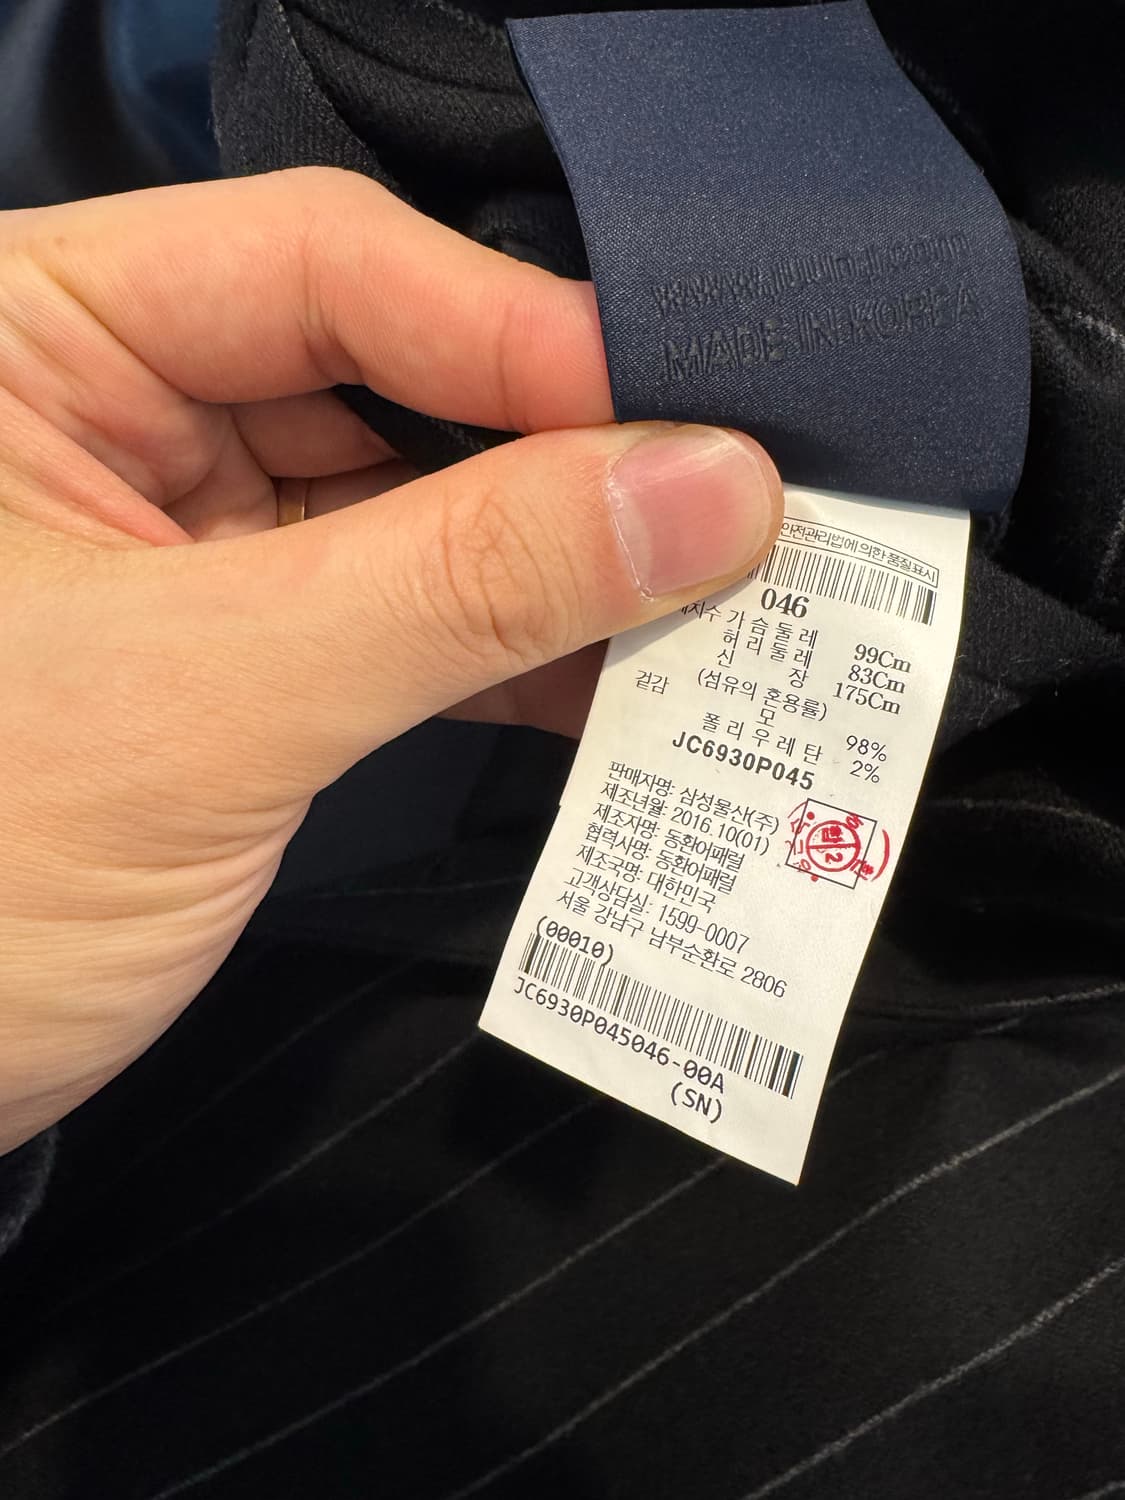 MADE IN KOREA
안전관리법에 의한 품질표시
046
체치수 가슴둘레 99Cm
허리둘레 83Cm
신 장 175Cm
겉감 (섬유의 혼용률)
모 98%
폴리우레탄 2%
JC6930P045
판매자명: 삼성물산(주)
제조년월: 2016.10(01)
제조자명: 동환어패럴
협력사명: 동환어패럴
제조국명: 대한민국
고객상담실: 1599-0007
서울 강남구 남부순환로 2806
(00010)
JC6930P045046-00A
(SN)